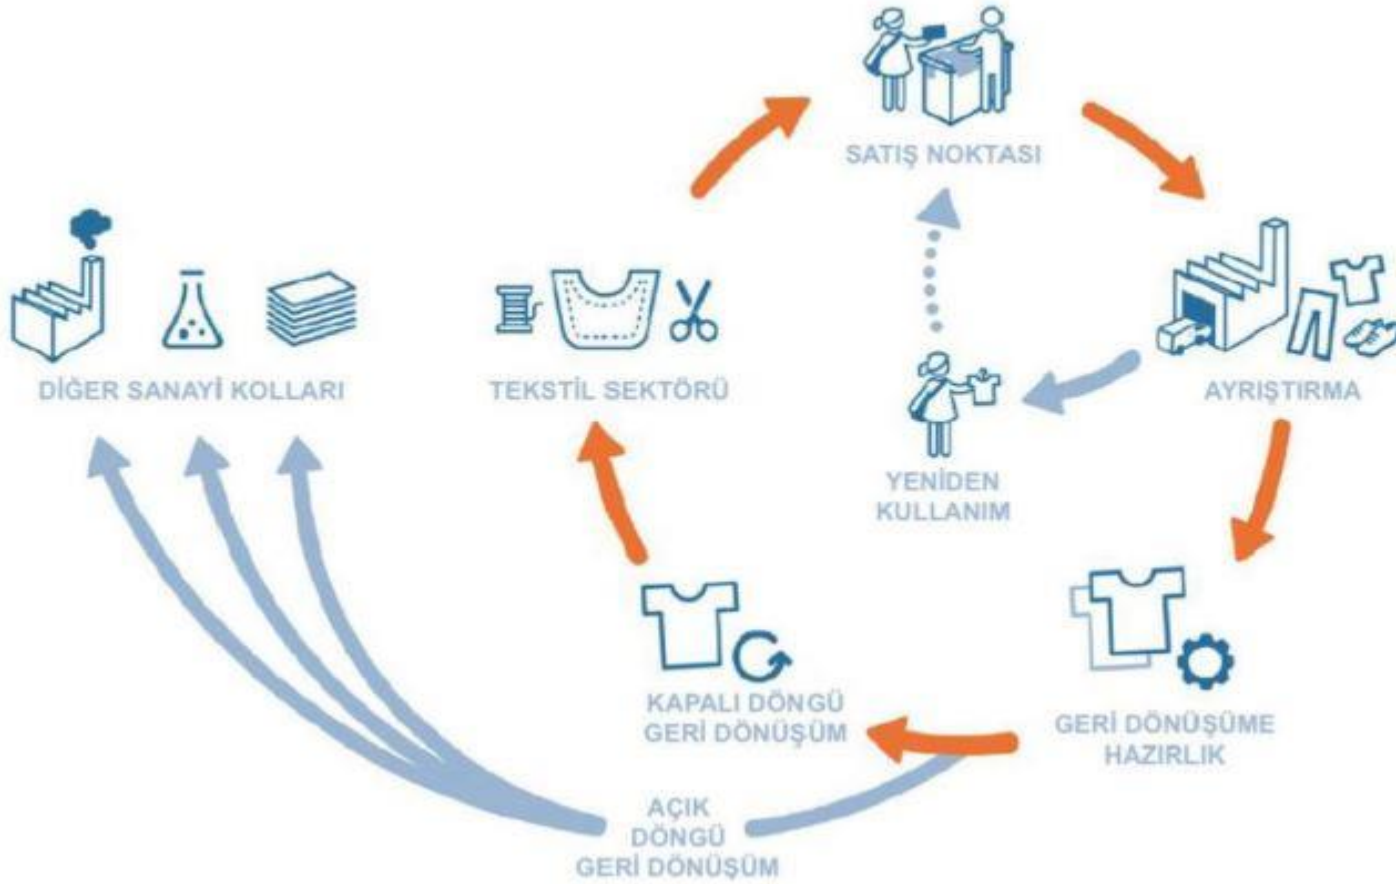 SATIŞ NOKTASI
DİĞER SANAYİ KOLLARI
TEKSTİL SEKTÖRÜ
AYRIŞTIRMA
YENİDEN
KULLANIM
KAPALI DÖNGÜ
GERİ DÖNÜŞÜM
GERİ DÖNÜŞÜME
HAZIRLIK
AÇIK
DÖNGÜ
GERİ DÖNÜŞÜM